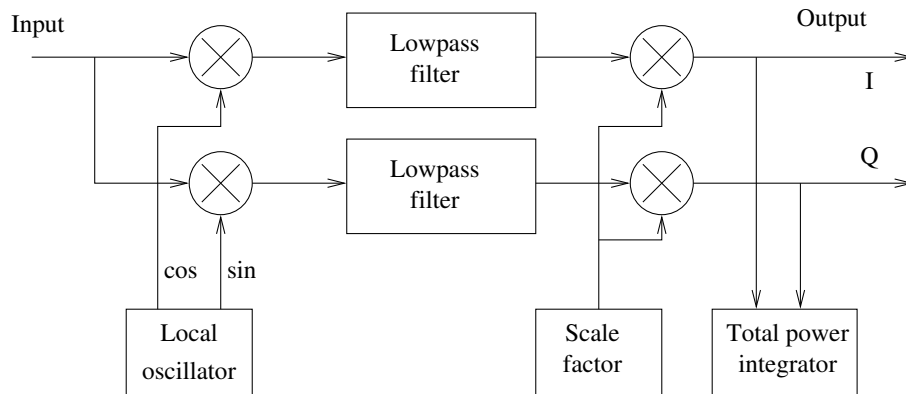 Input
Output
Lowpass
filter
I
Lowpass
filter
Q
cos
sin
Local
oscillator
Scale
factor
Total power
integrator